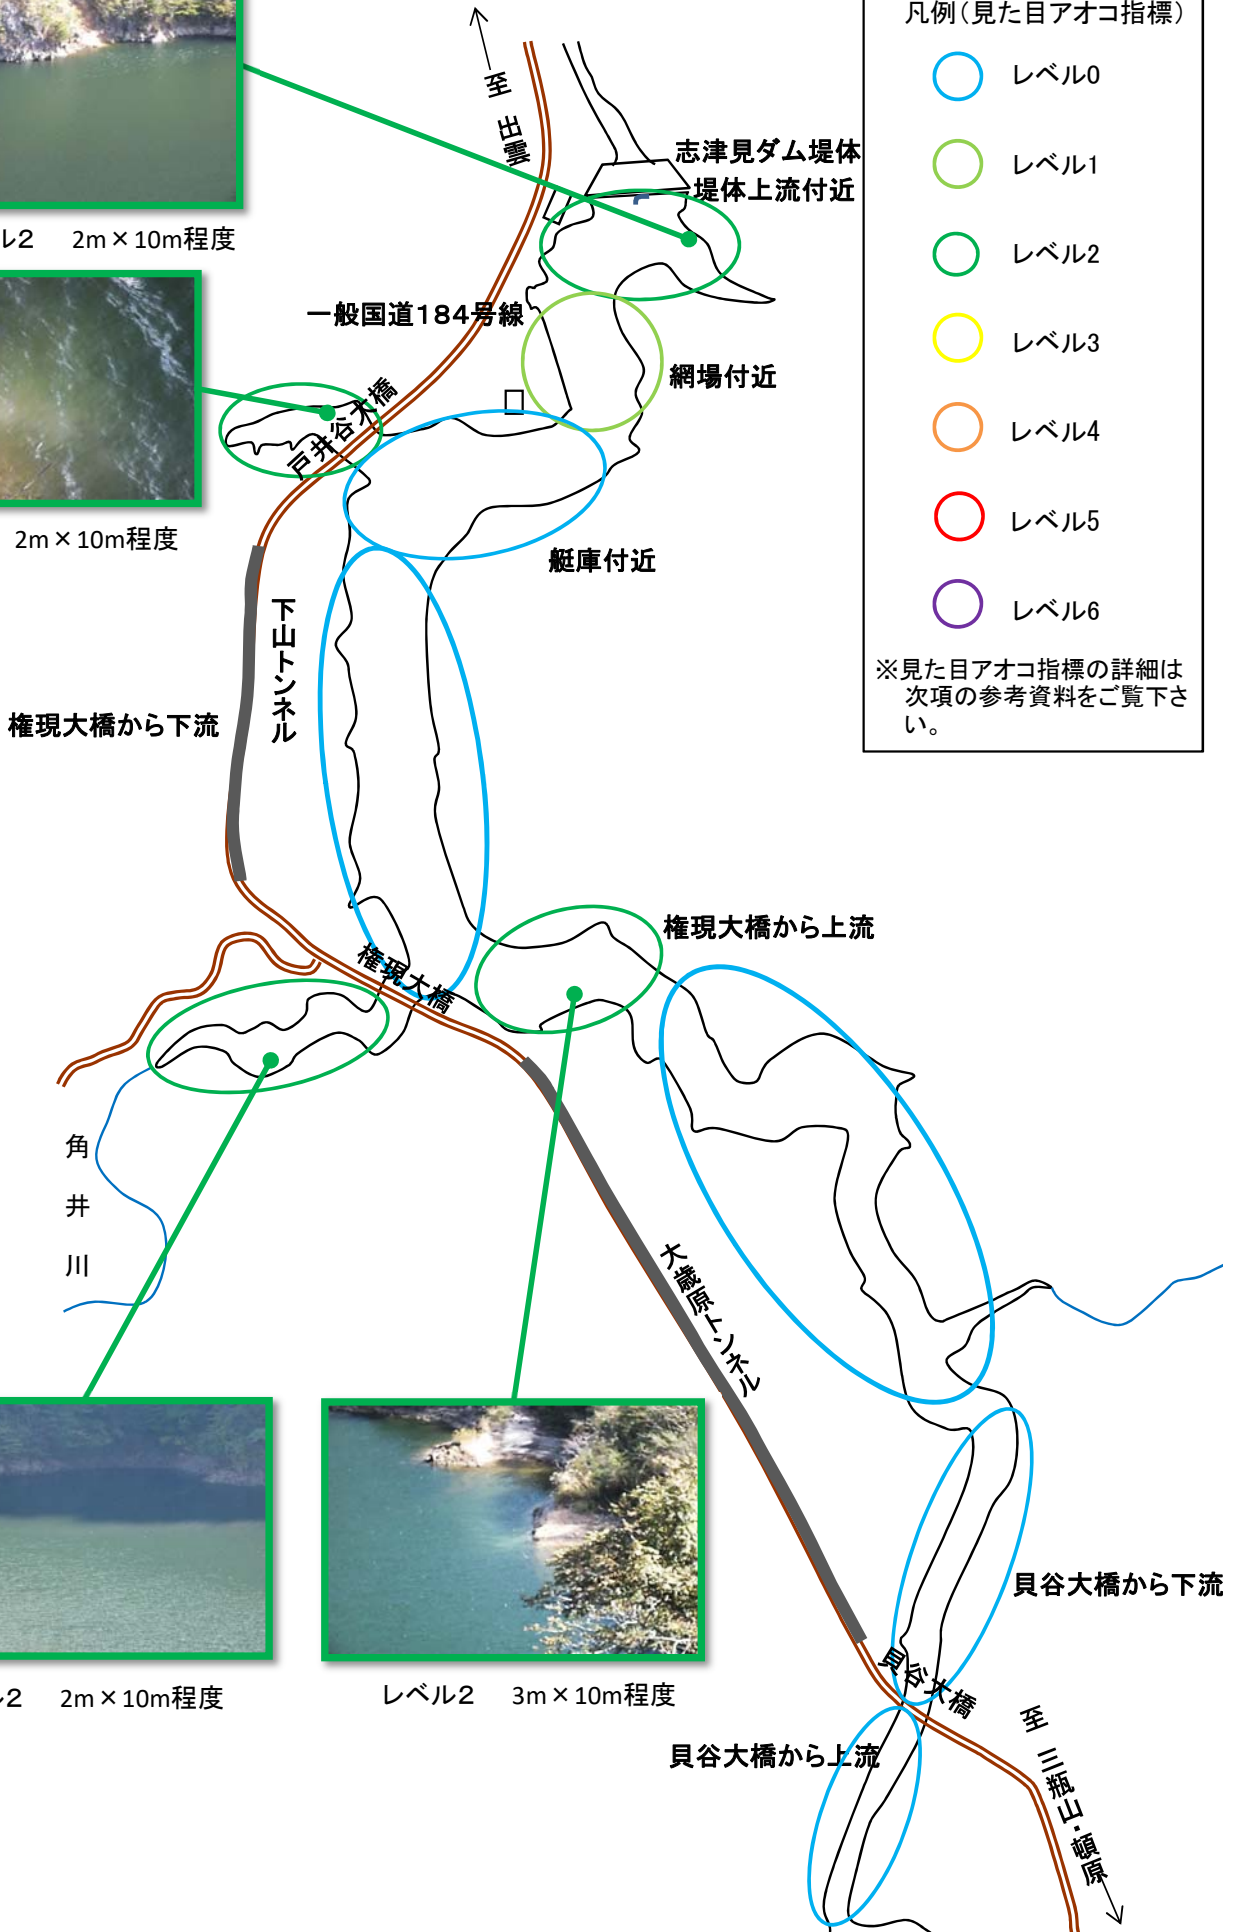 凡例（見た目アオコ指標）
レベル0
レベル1
レベル2
レベル3
レベル4
レベル5
レベル6
※見た目アオコ指標の詳細は
次項の参考資料をご覧下さ
い。
至 出雲
志津見ダム堤体
堤体上流付近
ル2 2m×10m程度
一般国道184号線
網場付近
戸井谷大橋
2m×10m程度
艇庫付近
下山トンネル
権現大橋から下流
権現大橋から上流
権現大橋
角井川
大歳原トンネル
2 2m×10m程度
レベル2 3m×10m程度
貝谷大橋から下流
貝谷大橋
貝谷大橋から上流
至 三瓶山・頓原